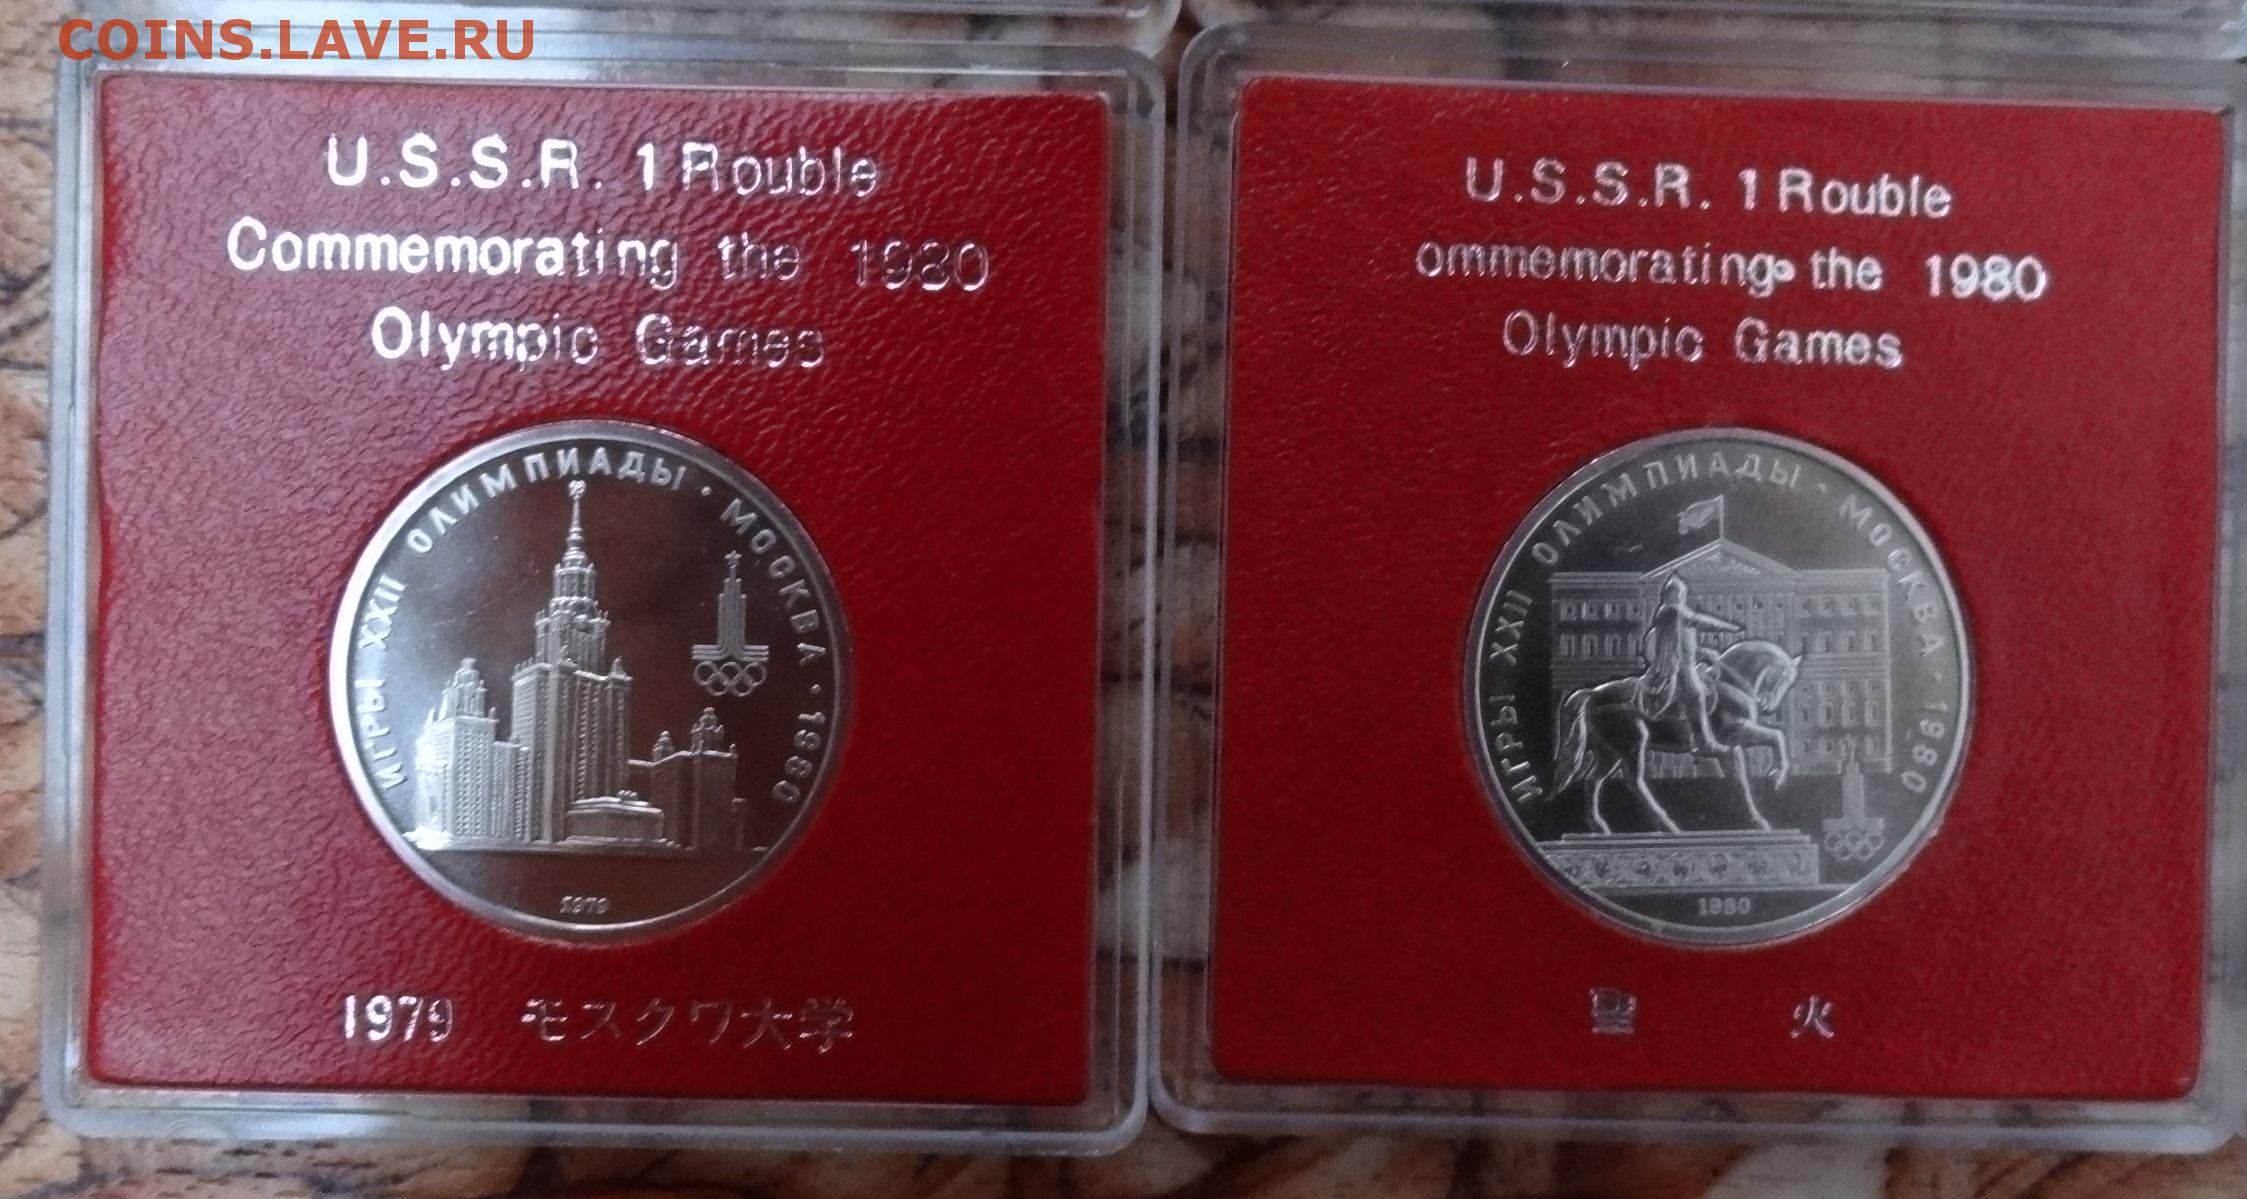 COINS.LAVE.RU
U.S.S.R. 1 Rouble
Commemorating the 1980
Olympic Games
ИГРЫ XXII ОЛИМПИАДЫ · МОСКВА · 1980
1979
1979 モスクワ大学
U.S.S.R. 1 Rouble
ommemorating the 1980
Olympic Games
ИГРЫ XXII ОЛИМПИАДЫ · МОСКВА · 1980
1980
聖 火